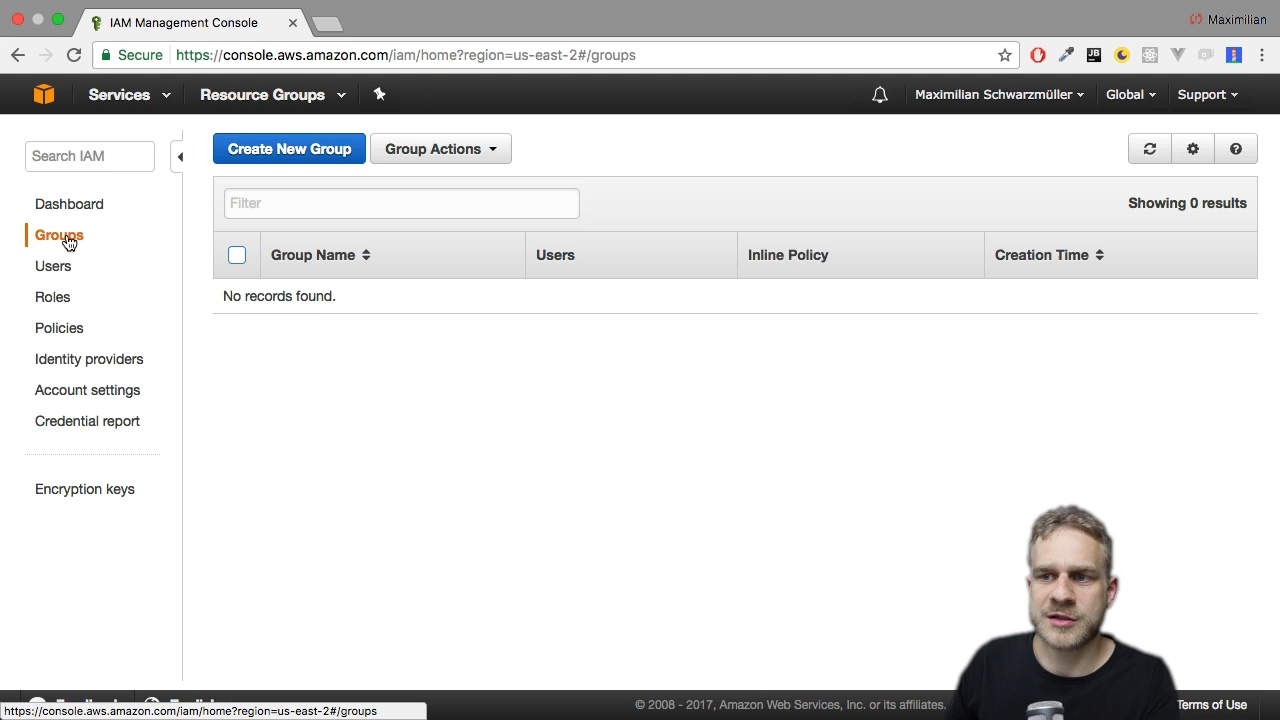 IAM Management Console
Maximilian
Secure https://console.aws.amazon.com/iam/home?region=us-east-2#/groups
JB
Services Resource Groups Maximilian Schwarzmüller Global Support
Search IAM
Dashboard
Groups
Users
Roles
Policies
Identity providers
Account settings
Credential report
Encryption keys
Create New Group Group Actions
Filter Showing 0 results
Group Name Users Inline Policy Creation Time
No records found.
© 2008 - 2017, Amazon Web Services, Inc. or its affiliates. Terms of Use
https://console.aws.amazon.com/iam/home?region=us-east-2#/groups